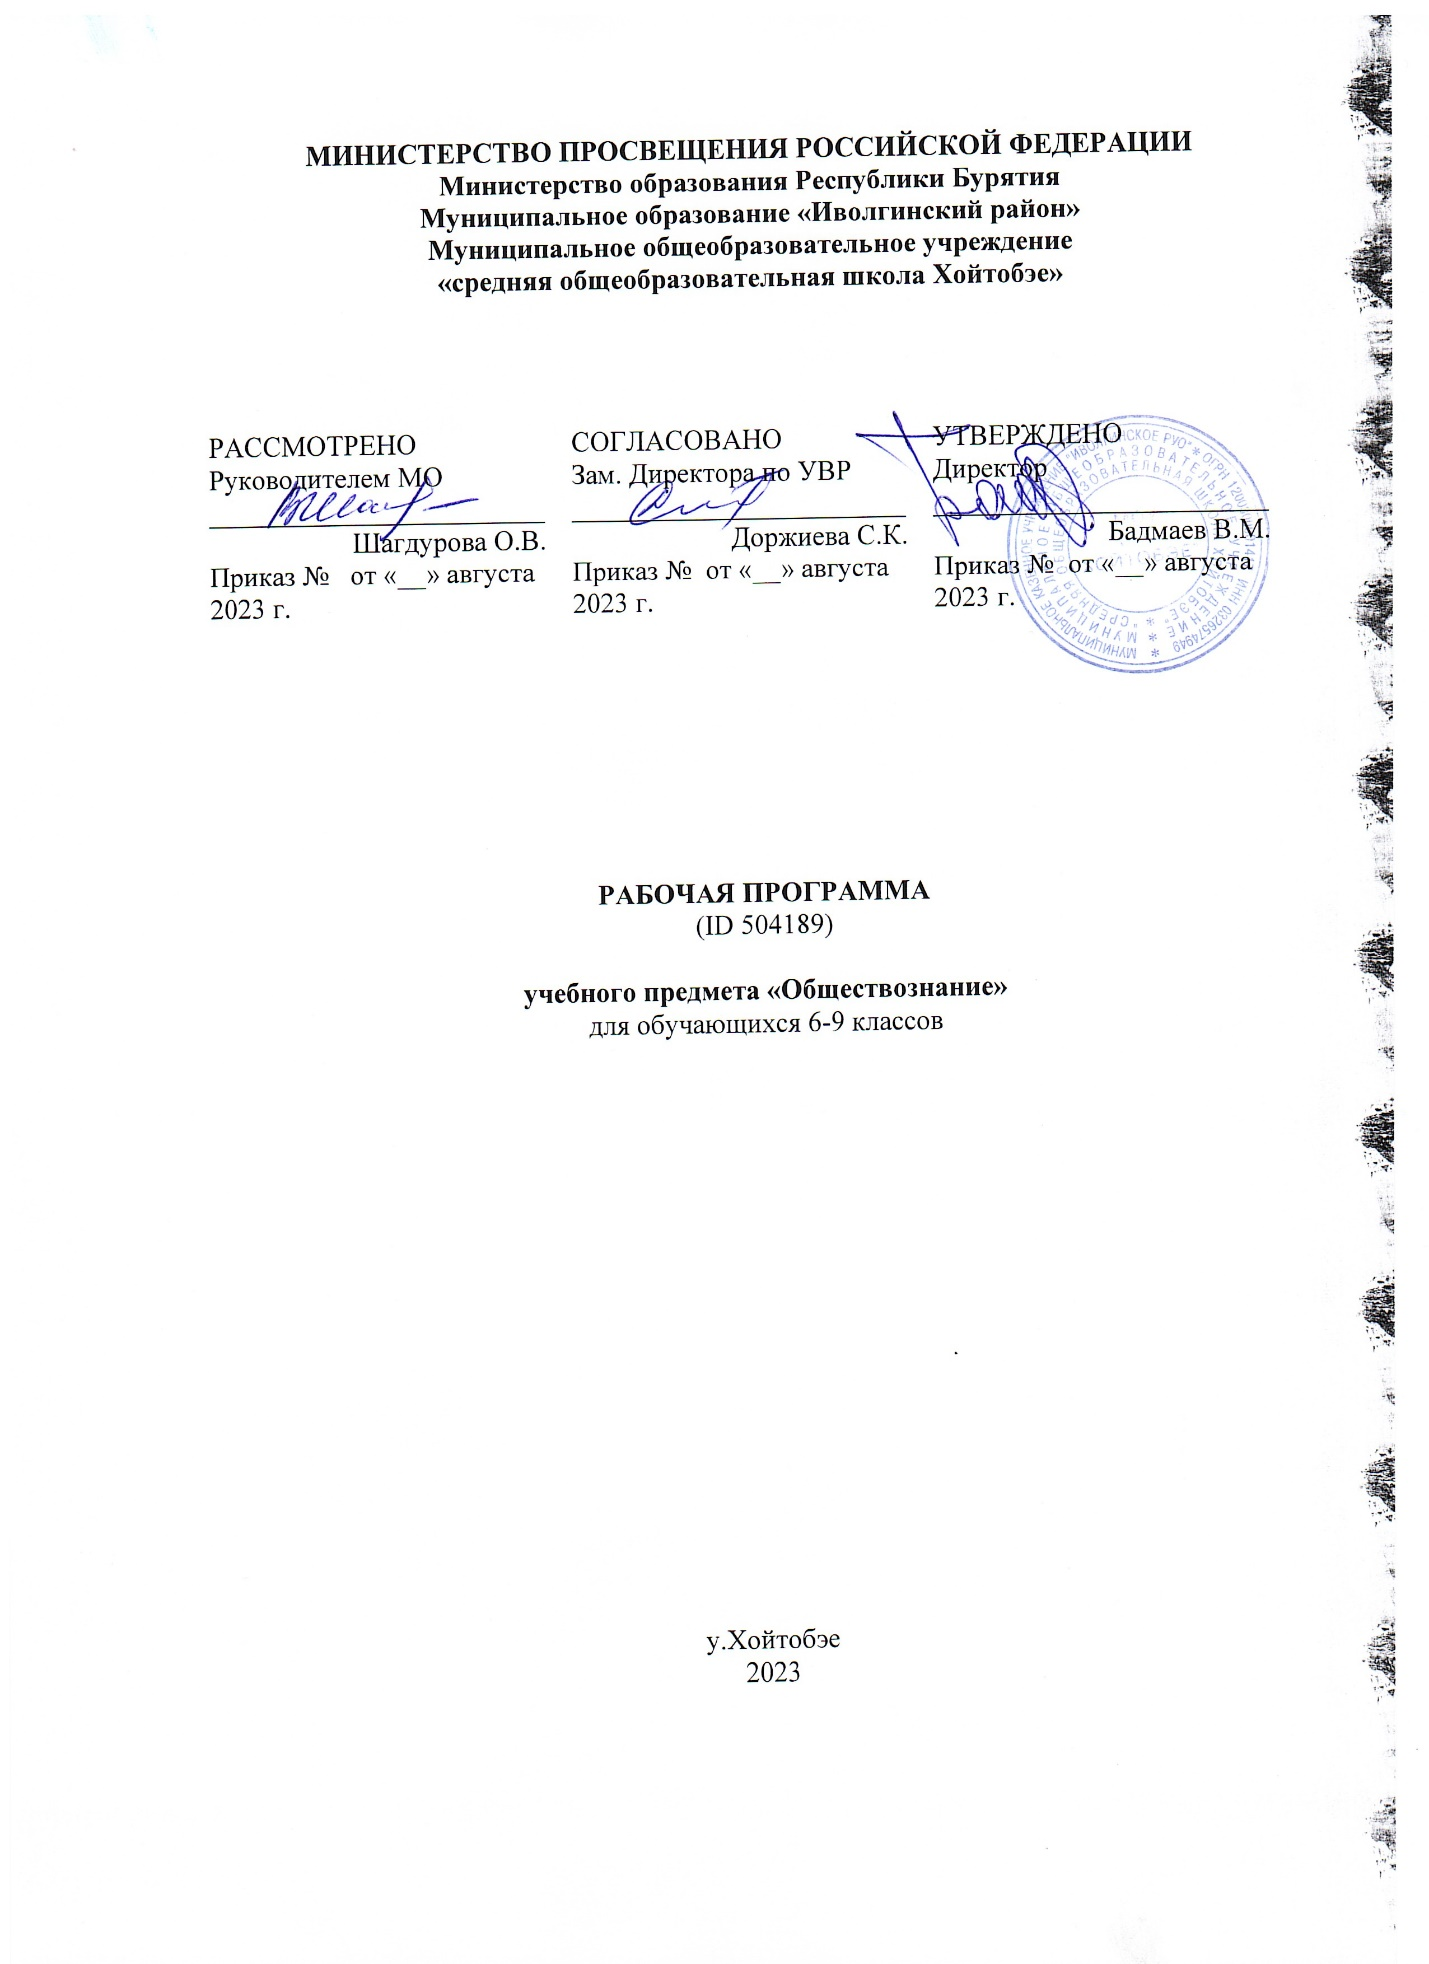 МИНИСТЕРСТВО ПРОСВЕЩЕНИЯ РОССИЙСКОЙ ФЕДЕРАЦИИ
Министерство образования Республики Бурятия
Муниципальное образование «Иволгинский район»
Муниципальное общеобразовательное учреждение
«средняя общеобразовательная школа Хойтобэе»
РАССМОТРЕНО
Руководителем МО
Шагдурова О.В.
Приказ № от «__» августа
2023 г.
СОГЛАСОВАНО
Зам. Директора по УВР
Доржиева С.К.
Приказ № от «__» августа
2023 г.
УТВЕРЖДЕНО
Директор
Бадмаев В.М.
Приказ № от «__» августа
2023 г.
ИНН 0326574949
РАБОЧАЯ ПРОГРАММА
(ID 504189)
учебного предмета «Обществознание»
для обучающихся 6-9 классов
у.Хойтобэе
2023